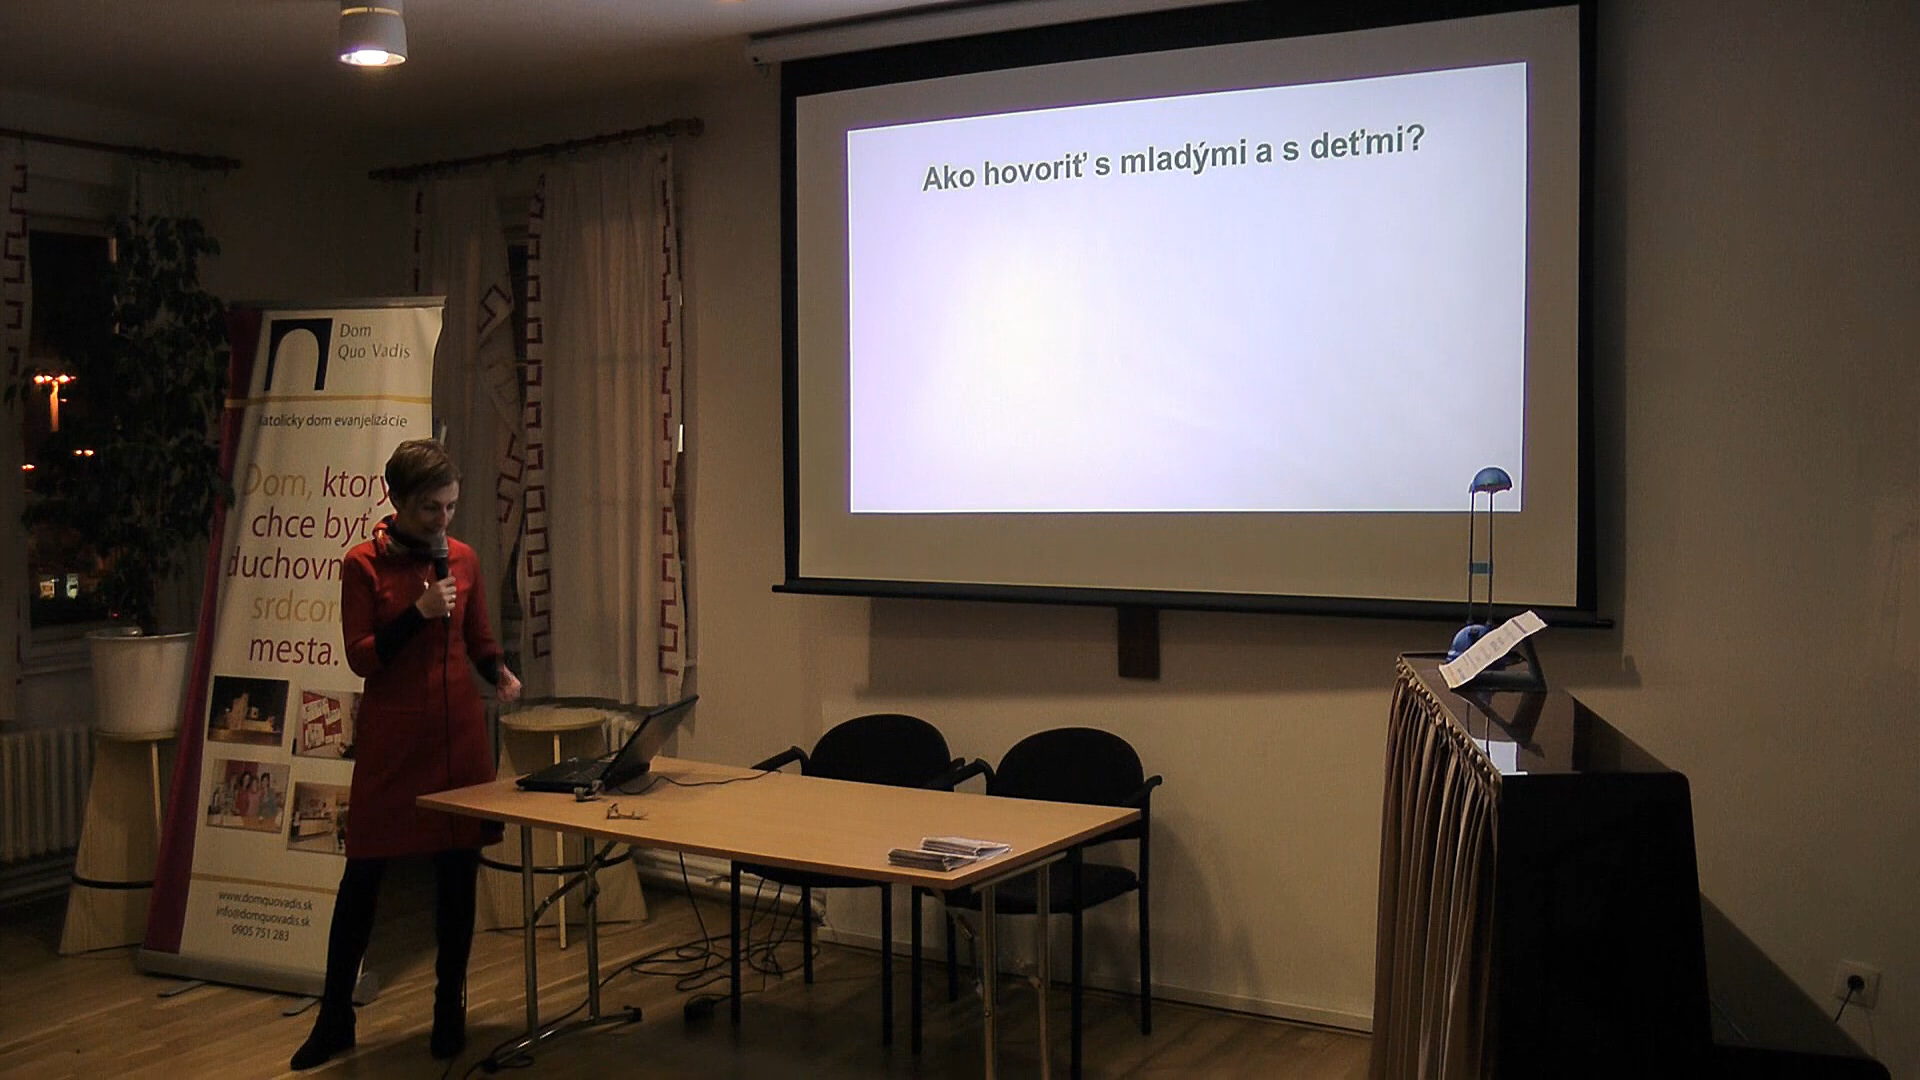 Ako hovoriť s mladými a s deťmi?
Dom
Quo Vadis
atolícky dom evanjelizácie
Dom, ktorý
chce byť
duchovn
srdcom
mesta.
www.domquovadis.sk
info@domquovadis.sk
0905 751 283